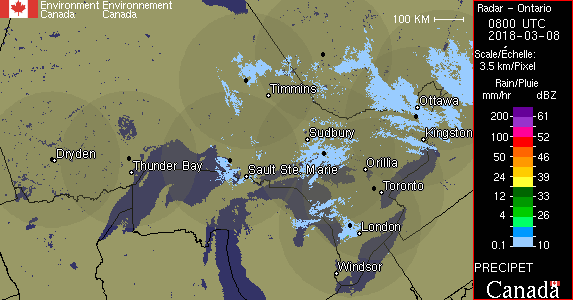 Environment Environnement
Canada Canada
100 KM
Timmins
Ottawa
Sudbury
Kingston
Dryden
Thunder Bay
Sault Ste. Marie
Orillia
Toronto
London
Windsor
Radar - Ontario
0800 UTC
2018-03-08
Scale/Échelle:
3.5 km/Pixel
Rain/Pluie
mm/hr dBZ
200 61
100 57
100 52
50 46
24 39
12 33
4 26
0.1 10
PRECIPET
Canada